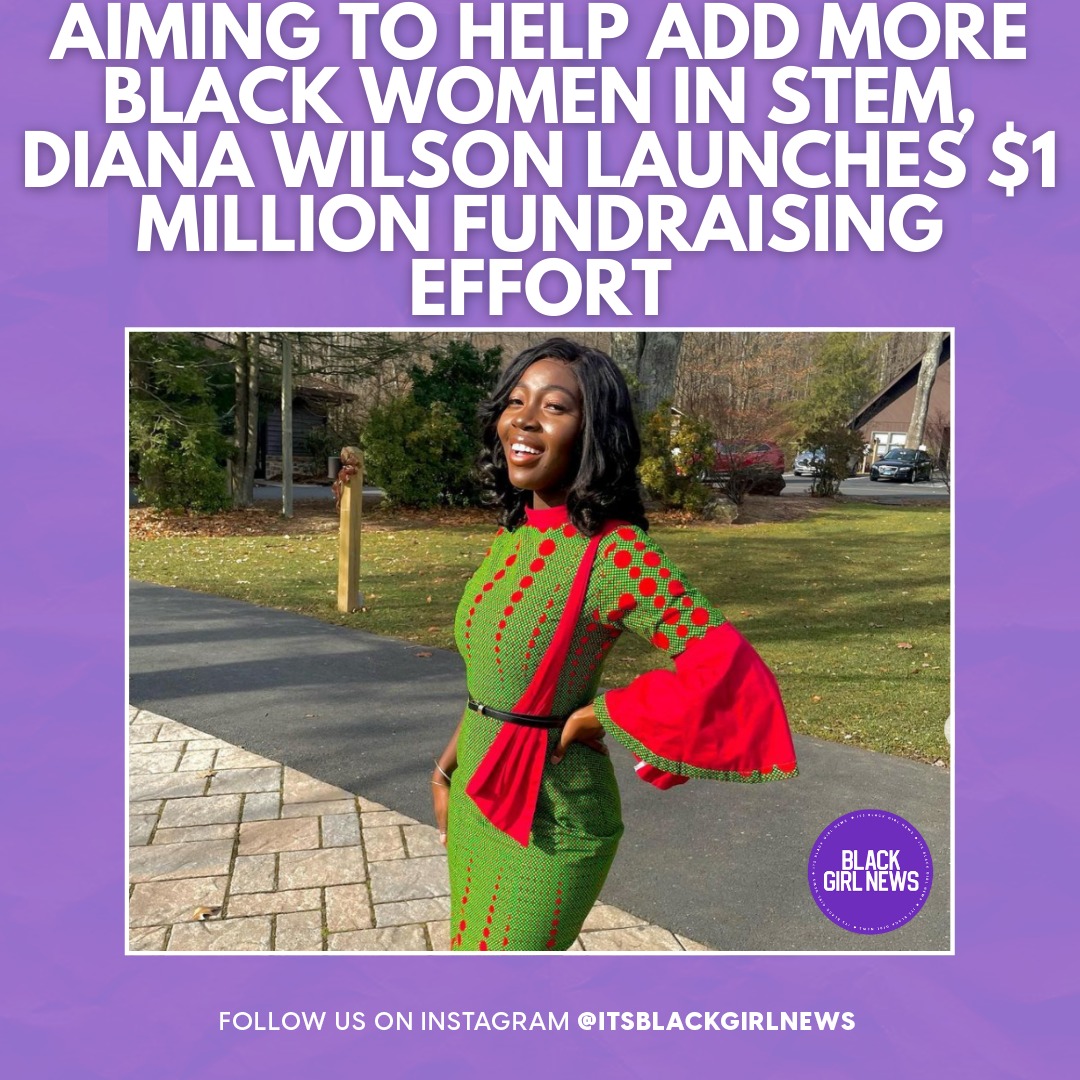 AIMING TO HELP ADD MORE
BLACK WOMEN IN STEM,
DIANA WILSON LAUNCHES $1
MILLION FUNDRAISING
EFFORT
BLACK
GIRL NEWS
FOLLOW US ON INSTAGRAM @ITSBLACKGIRLNEWS